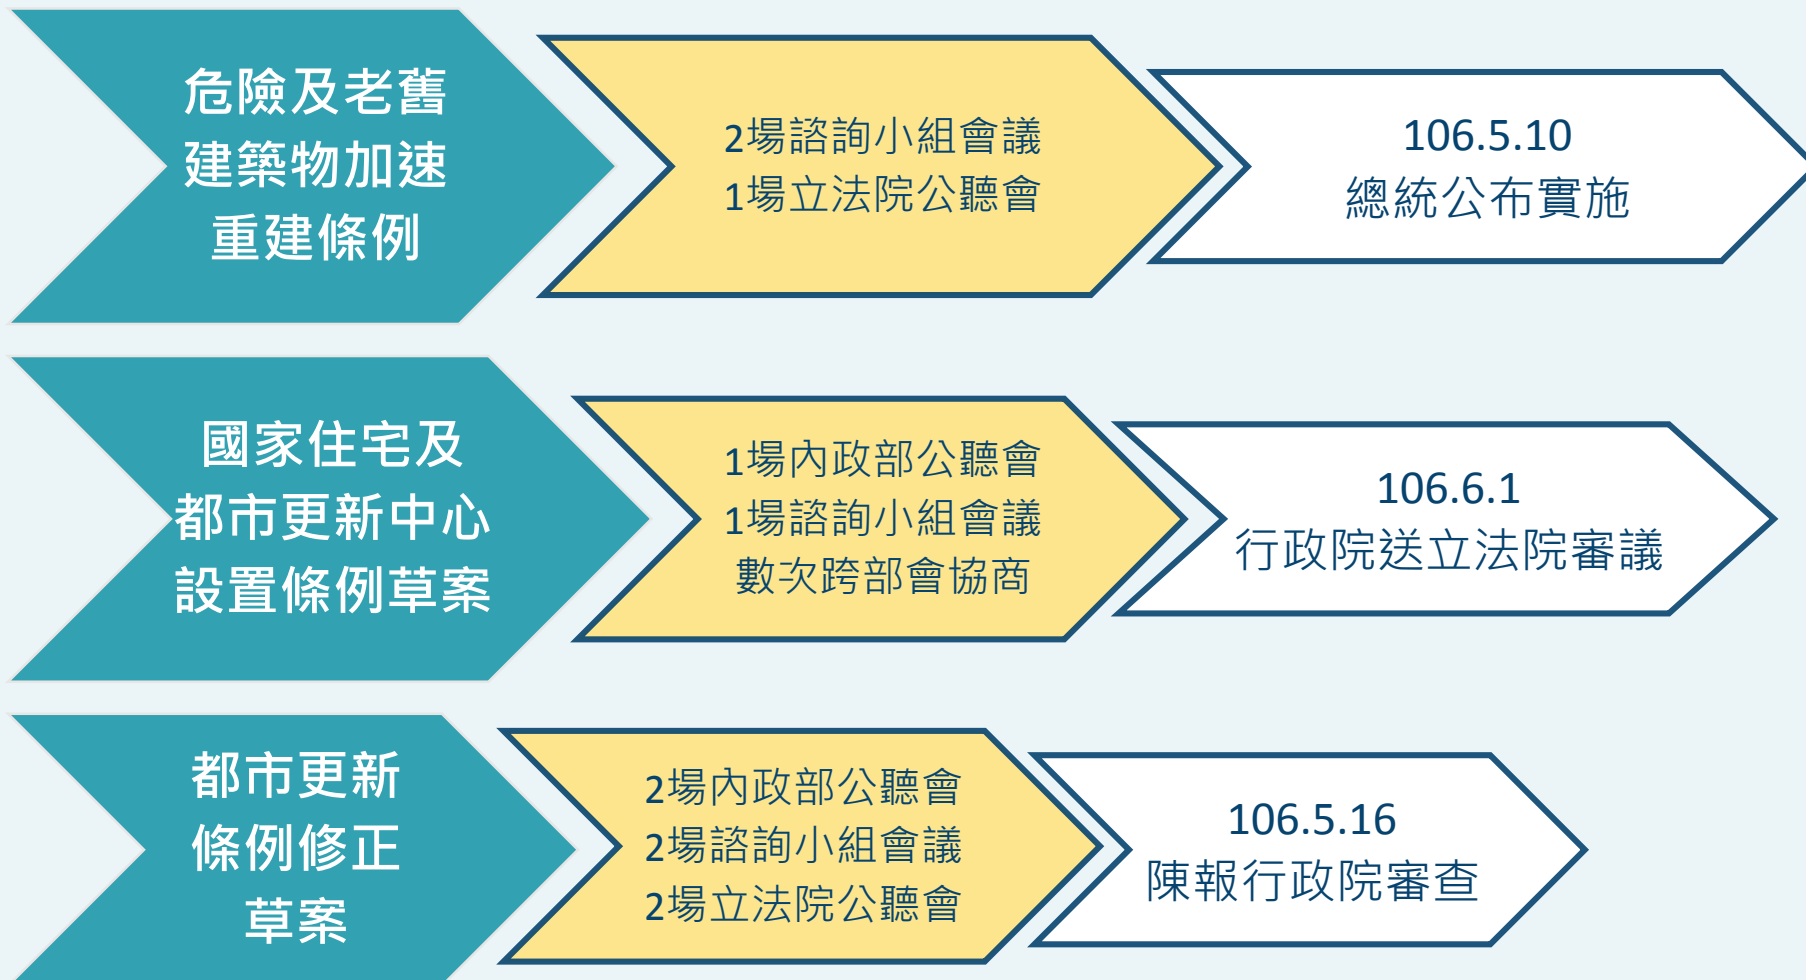 危險及老舊
建築物加速
重建條例
2場諮詢小組會議
1場立法院公聽會
106.5.10
總統公布實施
國家住宅及
都市更新中心
設置條例草案
1場內政部公聽會
1場諮詢小組會議
數次跨部會協商
106.6.1
行政院送立法院審議
都市更新
條例修正
草案
2場內政部公聽會
2場諮詢小組會議
2場立法院公聽會
106.5.16
陳報行政院審查